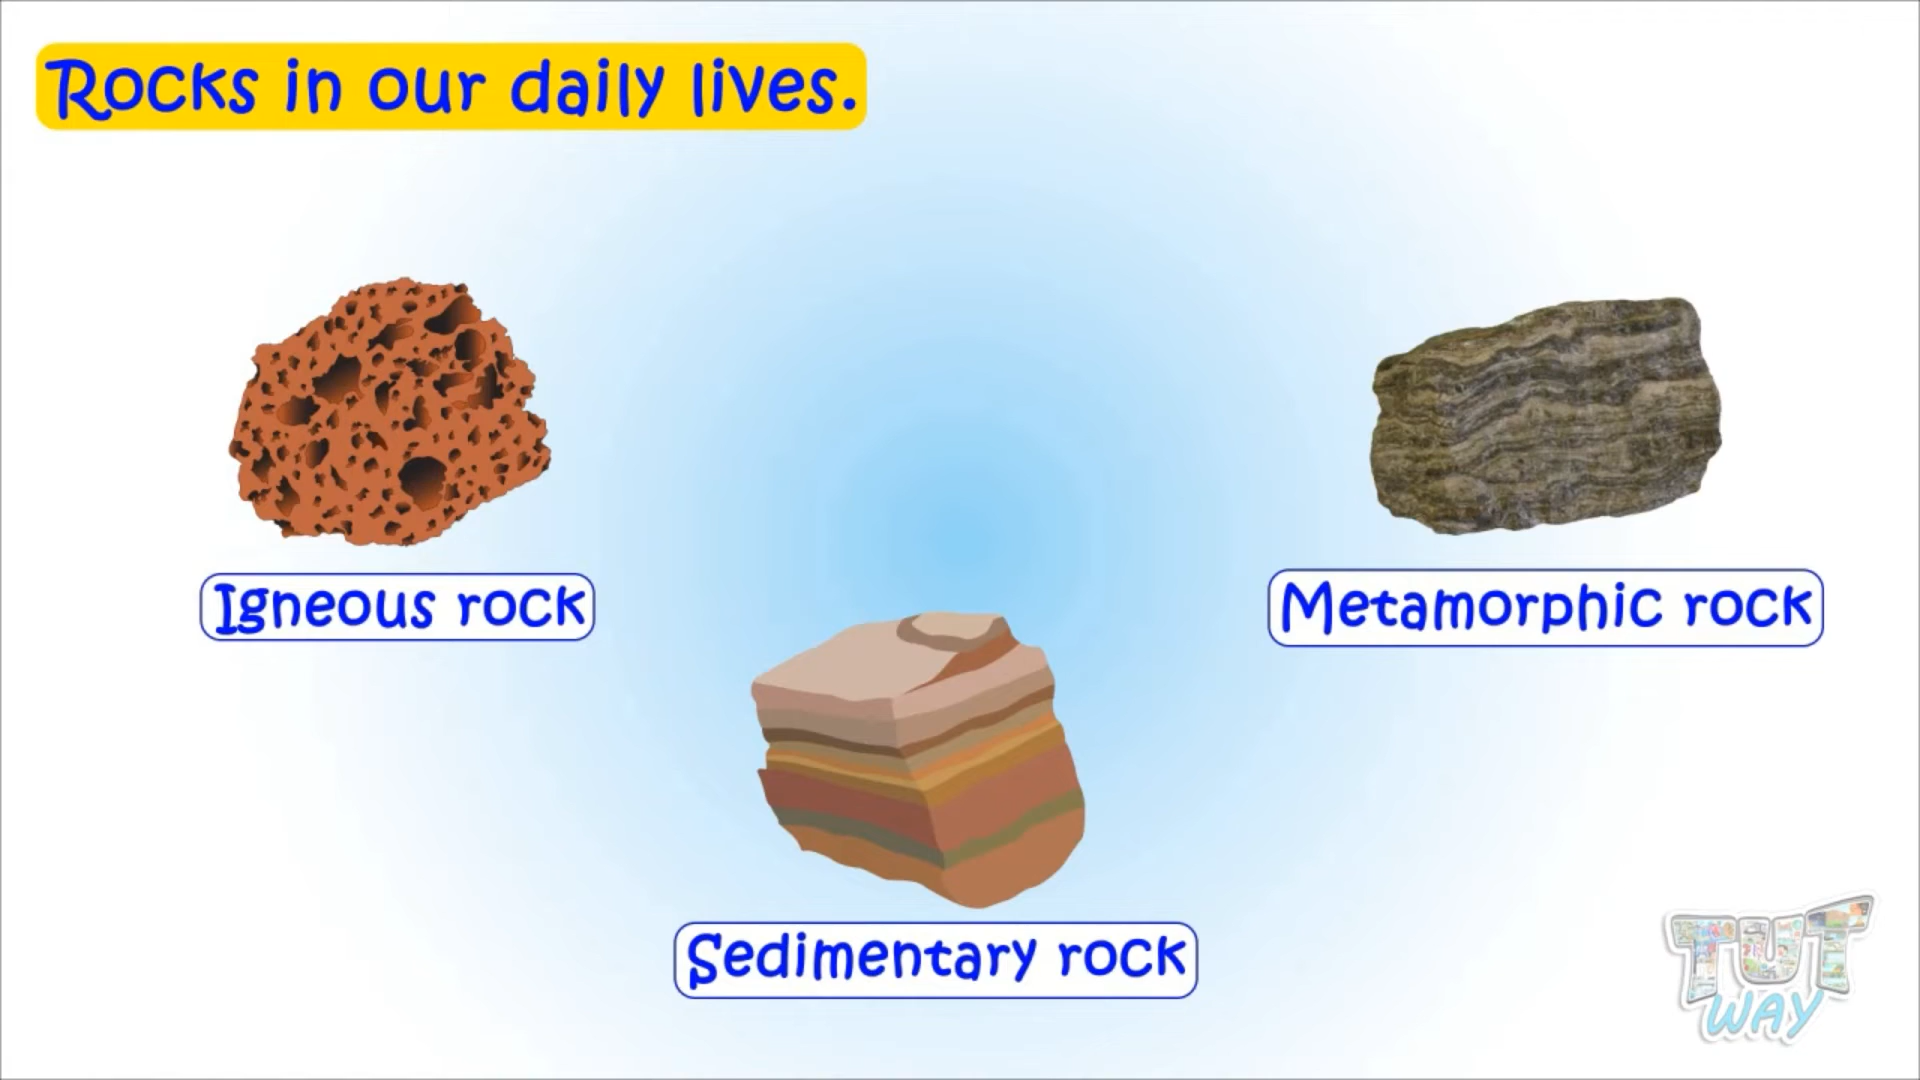 Rocks in our daily lives.
Igneous rock
Metamorphic rock
Sedimentary rock
TUT
WAY